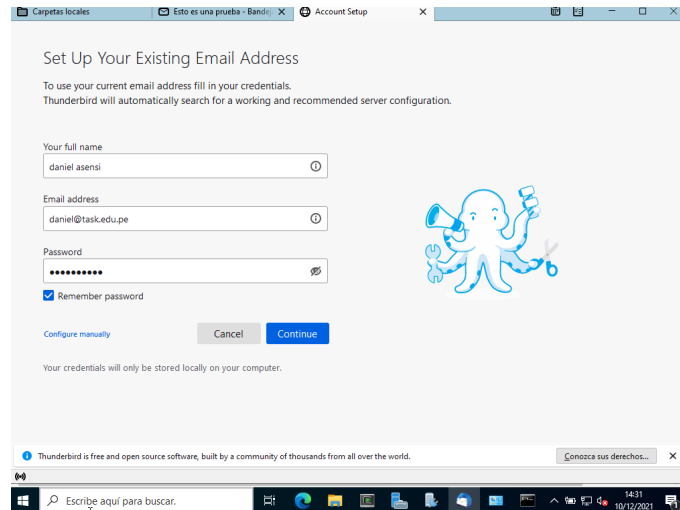 Carpetas locales
Esto es una prueba - Bande
Account Setup
Set Up Your Existing Email Address
To use your current email address fill in your credentials.
Thunderbird will automatically search for a working and recommended server configuration.
Your full name
daniel asensi
Email address
daniel@task.edu.pe
Password
Remember password
Configure manually
Cancel
Continue
Your credentials will only be stored locally on your computer.
Thunderbird is free and open source software, built by a community of thousands from all over the world.
Conozca sus derechos...
Escribe aquí para buscar.
14:31
10/12/2021